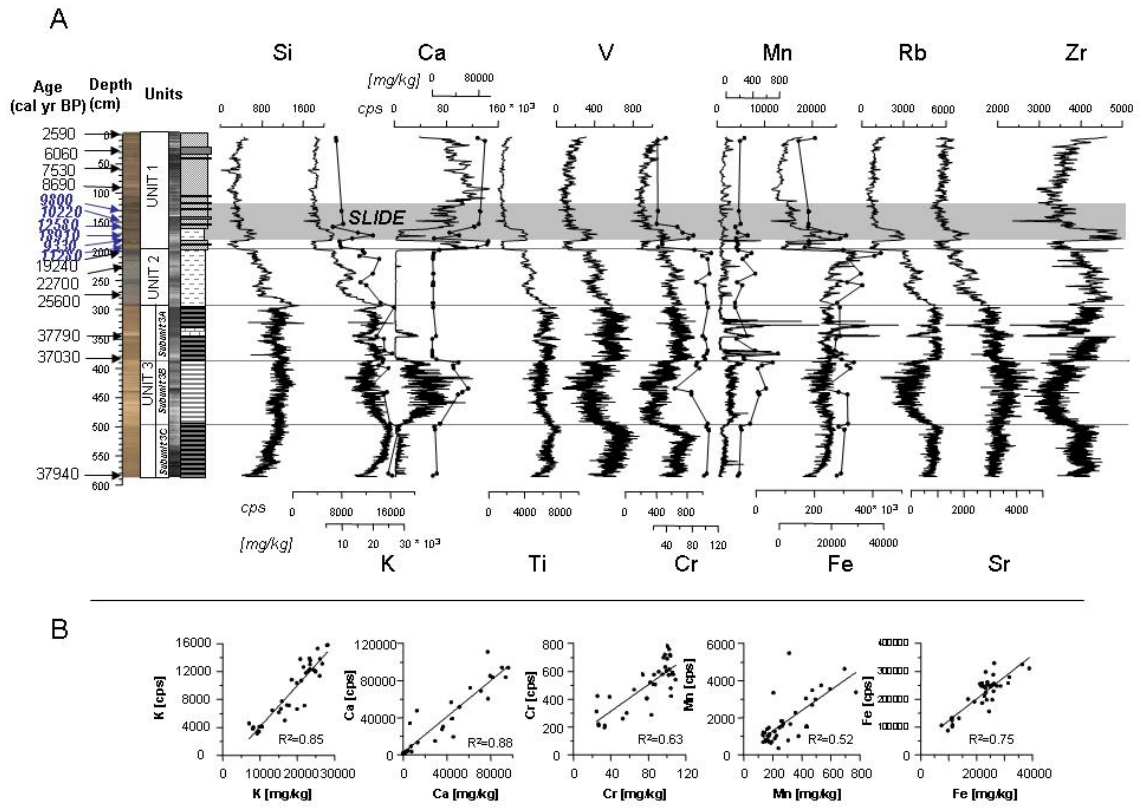 A
Si Ca V Mn Rb Zr
[mg/kg] 0 80000
0 400 800
Age (cal yr BP) Depth (cm) Units
0 800 1600
cps 0 80 160 * 10³
0 400 800
0 10000 20000
0 3000 6000
2000 3000 4000 5000
2590
6060
7530
8690
9800
10220
12580
18910
9330
11280
19240
22700
25600
37790
37030
37940
0
50
100
150
200
250
300
350
400
450
500
550
600
UNIT 1
UNIT 2
UNIT 3
Subunit 3A
Subunit 3B
Subunit 3C
SLIDE
cps 0 8000 16000
0 4000 8000
0 400 800
0 200 400* 10³
0 2000 4000
[mg/kg] 10 20 30 * 10³
40 80 120
0 20000 40000
K Ti Cr Fe Sr
B
K [cps]
16000
12000
8000
4000
0
R²=0.85
0 10000 20000 30000
K [mg/kg]
Ca [cps]
120000
80000
40000
0
R²=0.88
0 40000 80000
Ca [mg/kg]
Cr [cps]
800
600
400
200
0
R²=0.63
0 40 80 120
Cr [mg/kg]
Mn [cps]
6000
4000
2000
0
R²=0.52
0 200 400 600 800
Mn [mg/kg]
Fe [cps]
300000
200000
100000
0
R²=0.75
0 20000 40000
Fe [mg/kg]